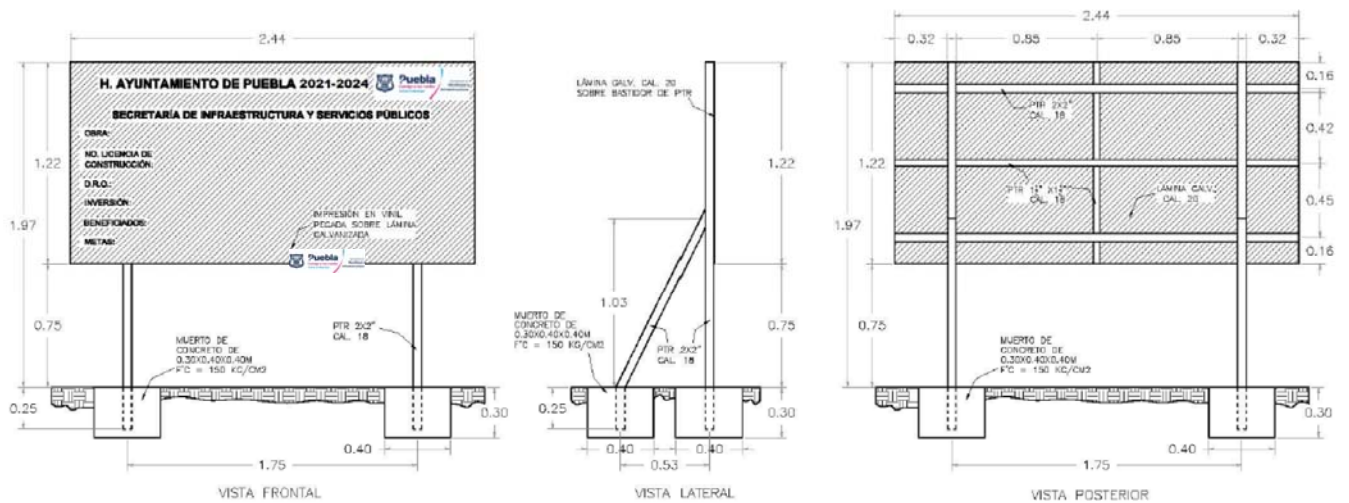 2.44
H. AYUNTAMIENTO DE PUEBLA 2021-2024
Puebla
SECRETARÍA DE INFRAESTRUCTURA Y SERVICIOS PÚBLICOS
OBRA:
NO. LICENCIA DE
CONSTRUCCIÓN:
D.R.O.:
INVERSIÓN:
BENEFICIADOS:
METAS:
IMPRESIÓN EN VINIL
PEGADA SOBRE LÁMINA
GALVANIZADA
Puebla
1.22
1.97
0.75
MUERTO DE
CONCRETO DE
0.30X0.40X0.40M
F'C = 150 KG/CM2
PTR 2X2"
CAL. 18
0.25
0.30
0.40
1.75
VISTA FRONTAL
LÁMINA GALV. CAL. 20
SOBRE BASTIDOR DE PTR
1.22
1.03
MUERTO DE
CONCRETO DE
0.30X0.40X0.40M
F'C = 150 KG/CM2
PTR 2X2"
CAL. 18
0.75
0.25
0.30
0.40
0.40
0.53
VISTA LATERAL
2.44
0.32
0.85
0.85
0.32
0.16
PTR 2X2"
CAL. 18
0.42
1.22
CAL. 18
LÁMINA GALV.
CAL. 20
1.97
0.45
0.16
0.75
MUERTO DE
CONCRETO DE
0.30X0.40X0.40M
F'C = 150 KG/CM2
0.30
0.40
1.75
VISTA POSTERIOR